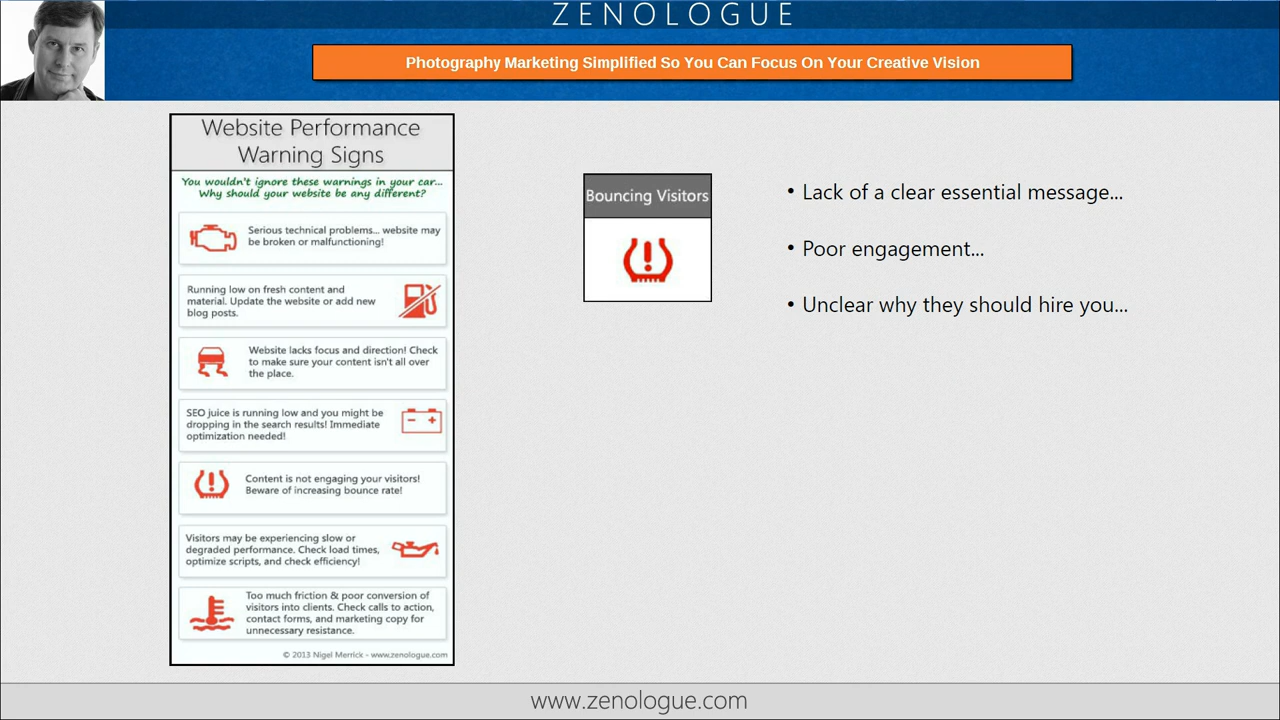 ZENOLOGUE
Photography Marketing Simplified So You Can Focus On Your Creative Vision
Website Performance
Warning Signs
You wouldn't ignore these warnings in your car...
Why should your website be any different?
Serious technical problems... website may
be broken or malfunctioning!
Running low on fresh content and
material. Update the website or add new
blog posts.
Website lacks focus and direction! Check
to make sure your content isn't all over
the place.
SEO juice is running low and you might be
dropping in the search results! Immediate
optimization needed!
Content is not engaging your visitors!
Beware of increasing bounce rate!
Visitors may be experiencing slow or
degraded performance. Check load times,
optimize scripts, and check efficiency!
Too much friction & poor conversion of
visitors into clients. Check calls to action,
contact forms, and marketing copy for
unnecessary resistance.
© 2013 Nigel Merrick - www.zenologue.com
Bouncing Visitors
• Lack of a clear essential message...
• Poor engagement...
• Unclear why they should hire you...
www.zenologue.com